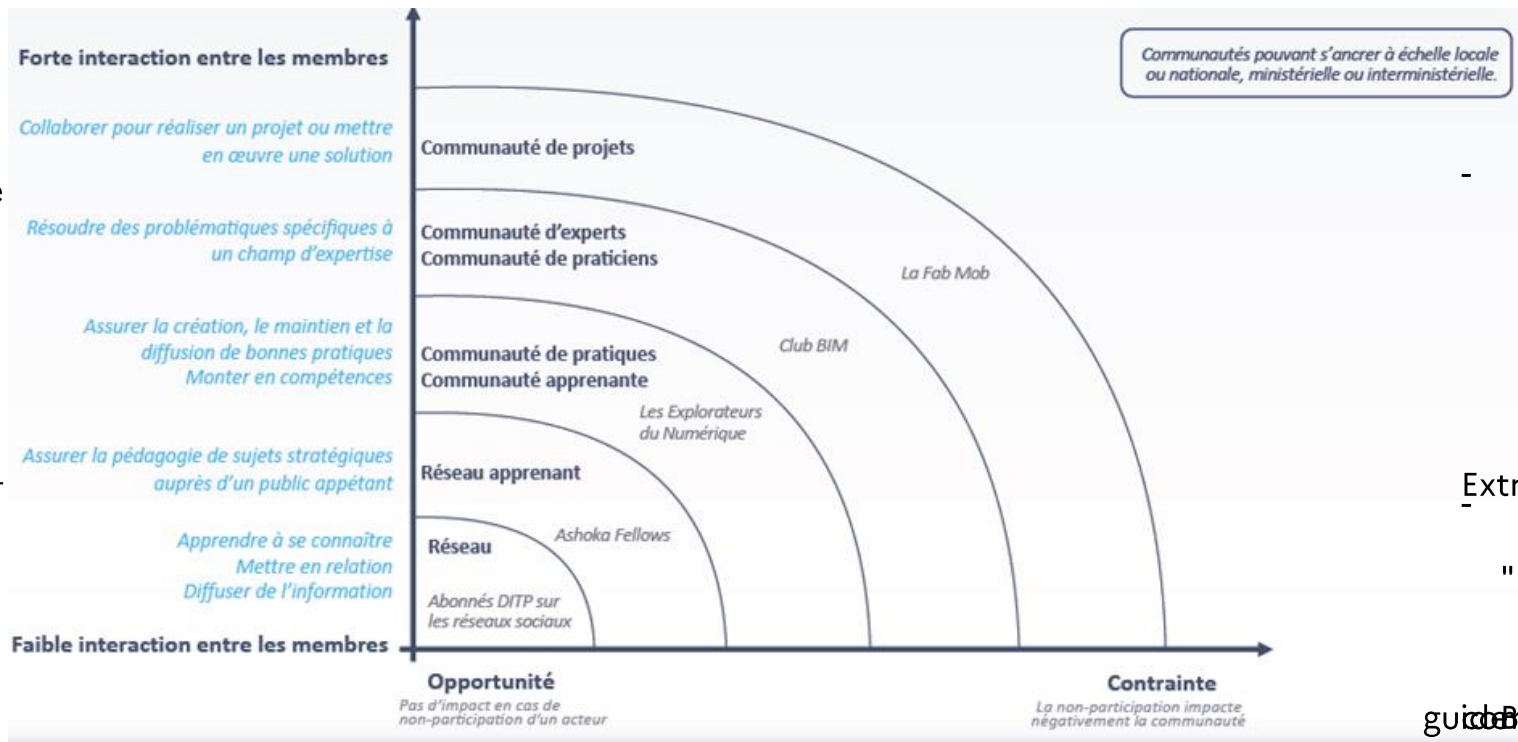 Forte interaction entre les membres
Communautés pouvant s'ancrer à échelle locale
ou nationale, ministérielle ou interministérielle.
Collaborer pour réaliser un projet ou mettre
en œuvre une solution
Communauté de projets
Résoudre des problématiques spécifiques à
un champ d'expertise
Communauté d'experts
Communauté de praticiens
La Fab Mob
Assurer la création, le maintien et la
diffusion de bonnes pratiques
Monter en compétences
Communauté de pratiques
Communauté apprenante
Club BIM
Les Explorateurs
du Numérique
Assurer la pédagogie de sujets stratégiques
auprès d'un public appétant
Réseau apprenant
Extr
-
-
"
Apprendre à se connaître
Mettre en relation
Diffuser de l'information
Réseau
Ashoka Fellows
Abonnés DITP sur
les réseaux sociaux
Faible interaction entre les membres
Opportunité
Pas d'impact en cas de
non-participation d'un acteur
Contrainte
La non-participation impacte
négativement la communauté